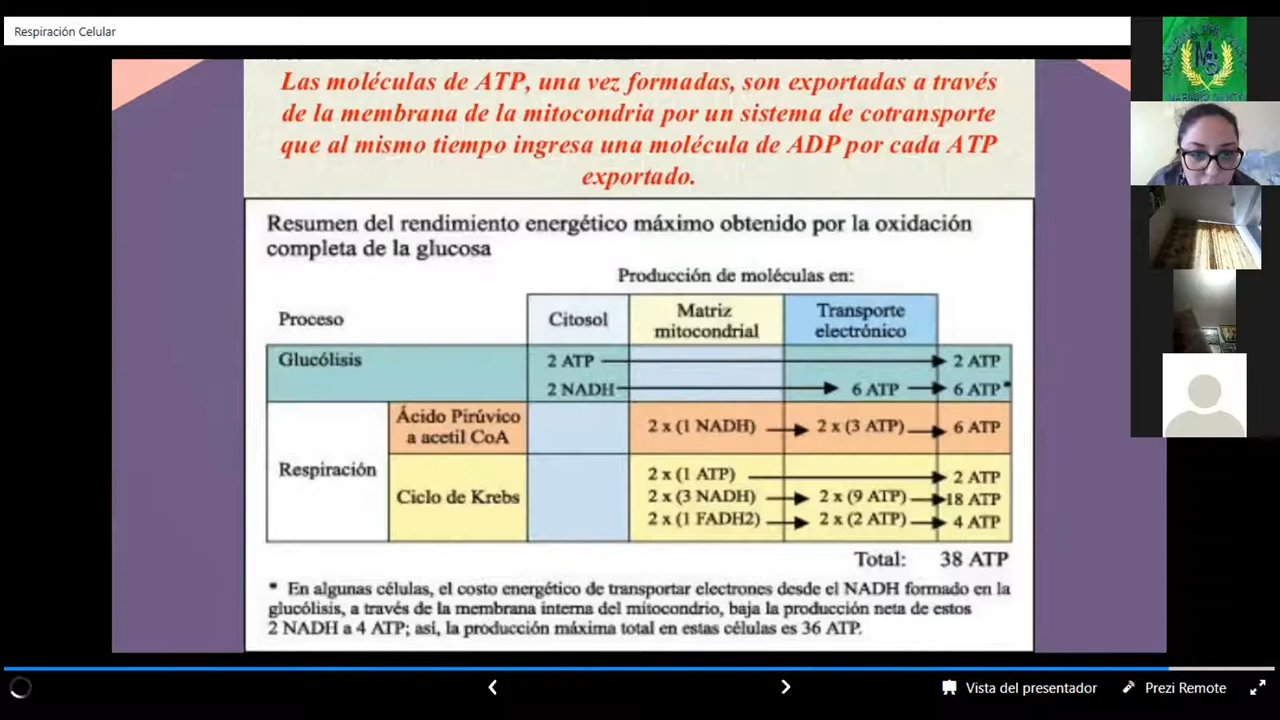 Respiración Celular
Las moléculas de ATP, una vez formadas, son exportadas a través
de la membrana de la mitocondria por un sistema de cotransporte
que al mismo tiempo ingresa una molécula de ADP por cada ATP
exportado.
Resumen del rendimiento energético máximo obtenido por la oxidación
completa de la glucosa
Producción de moléculas en:
Proceso
Citosol
Matriz
mitocondrial
Transporte
electrónico
Glucólisis
2 ATP
2 ATP
2 NADH
6 ATP
6 ATP*
Respiración
Ácido Pirúvico
a acetil CoA
2 x (1 NADH)
2 x (3 ATP)
6 ATP
Ciclo de Krebs
2 x (1 ATP)
2 ATP
2 x (3 NADH)
2 x (9 ATP)
18 ATP
2 x (1 FADH2)
2 x (2 ATP)
4 ATP
Total: 38 ATP
* En algunas células, el costo energético de transportar electrones desde el NADH formado en la
glucólisis, a través de la membrana interna del mitocondrio, baja la producción neta de estos
2 NADH a 4 ATP; así, la producción máxima total en estas células es 36 ATP.
Vista del presentador
Prezi Remote